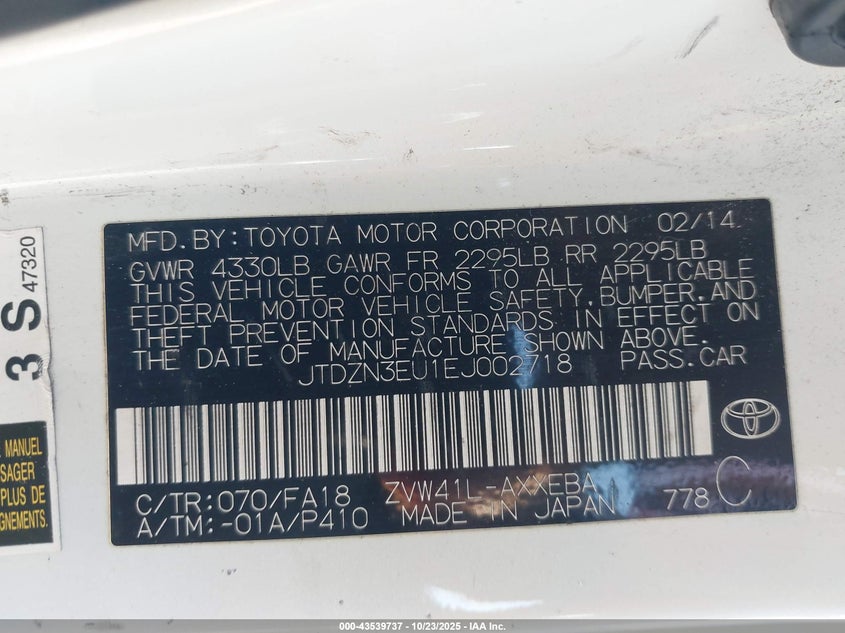 MFD.BY:TOYOTA MOTOR CORPORATION 02/14
GVWR 4330LB GAWR FR 2295LB RR 2295LB
THIS VEHICLE CONFORMS TO ALL APPLICABLE
FEDERAL MOTOR VEHICLE SAFETY,BUMPER,AND
THEFT PREVENTION STANDARDS IN EFFECT ON
THE DATE OF MANUFACTURE SHOWN ABOVE.
JTDZN3EU1EJ002718 PASS.CAR
C/TR:070/FA18 ZVW41L-AXXEBA
A/TM:-01A/P410 MADE IN JAPAN 778 C
3 S
47320
MANUEL
SAGER
SUR PLUS
GNEMENTS
000-43539737 - 10/23/2025 - IAA Inc.